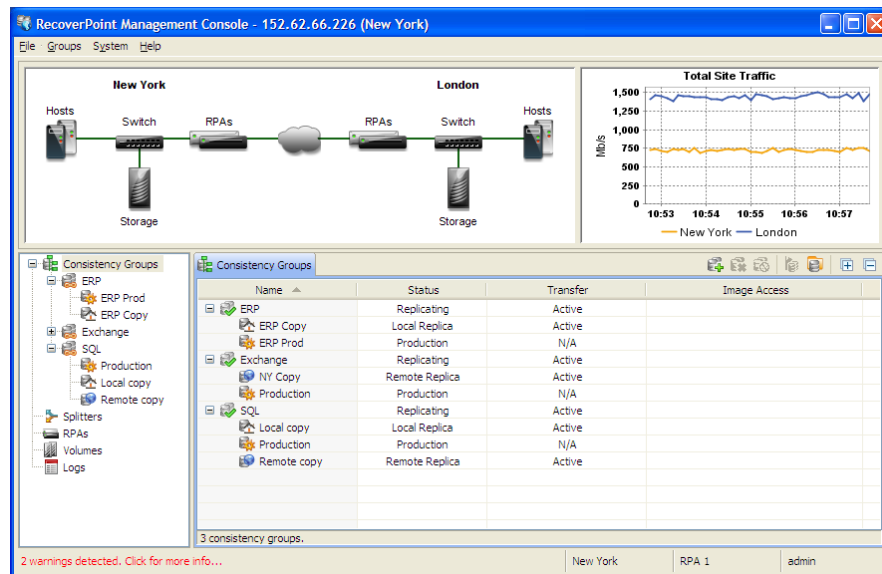 RecoverPoint Management Console - 152.62.66.226 (New York)
File Groups System Help
New York London
Hosts Switch RPAs RPAs Switch Hosts
Storage Storage
Total Site Traffic
Mb/s
1,500
1,250
1,000
750
500
250
0
10:53 10:54 10:55 10:56 10:57
New York London
Consistency Groups
ERP
ERP Prod
ERP Copy
Exchange
SQL
Production
Local copy
Remote copy
Splitters
RPAs
Volumes
Logs
Consistency Groups
Name Status Transfer Image Access
ERP Replicating Active
ERP Copy Local Replica Active
ERP Prod Production N/A
Exchange Replicating Active
NY Copy Remote Replica Active
Production Production N/A
SQL Replicating Active
Local copy Local Replica Active
Production Production N/A
Remote copy Remote Replica Active
3 consistency groups.
2 warnings detected. Click for more info... New York RPA 1 admin